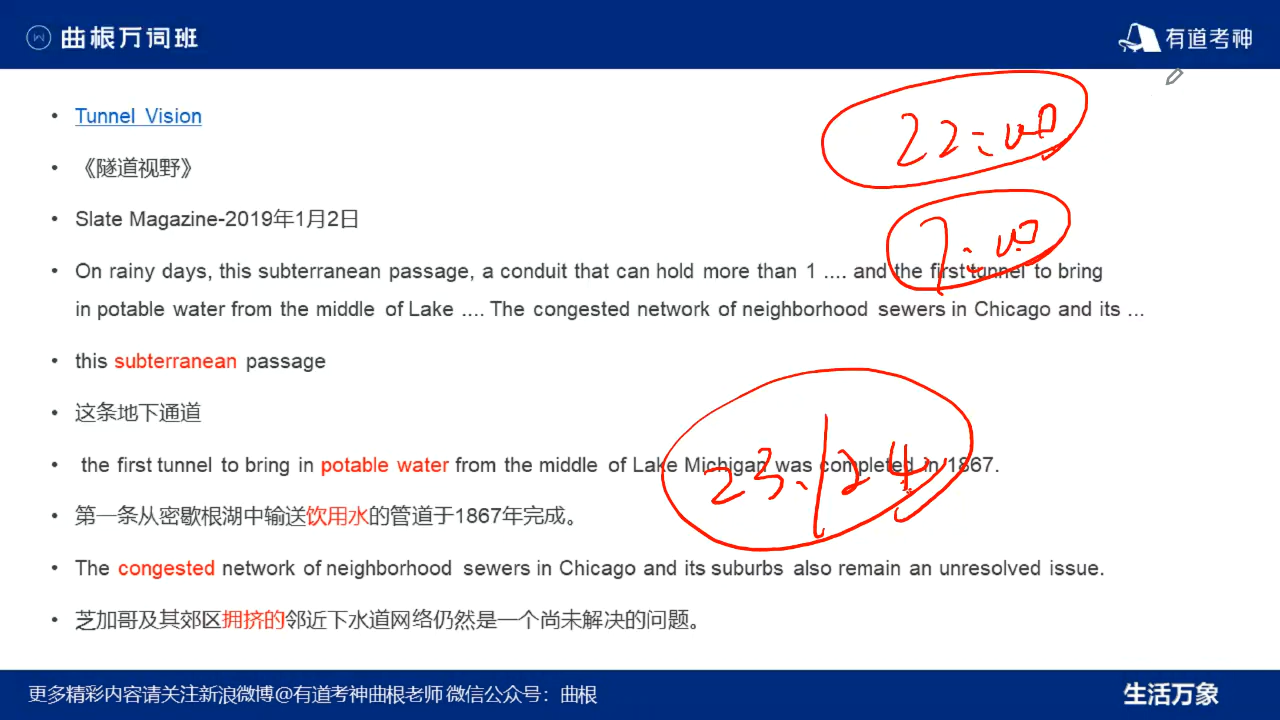 曲根万词班
有道考神
Tunnel Vision
《隧道视野》
Slate Magazine-2019年1月2日
On rainy days, this subterranean passage, a conduit that can hold more than 1 .... and the first tunnel to bring
in potable water from the middle of Lake .... The congested network of neighborhood sewers in Chicago and its ...
this subterranean passage
这条地下通道
the first tunnel to bring in potable water from the middle of Lake Michigan was completed in 1867.
第一条从密歇根湖中输送饮用水的管道于1867年完成。
The congested network of neighborhood sewers in Chicago and its suburbs also remain an unresolved issue.
芝加哥及其郊区拥挤的邻近下水道网络仍然是一个尚未解决的问题。
22:00
7:00
23、24
更多精彩内容请关注新浪微博@有道考神曲根老师 微信公众号：曲根
生活万象